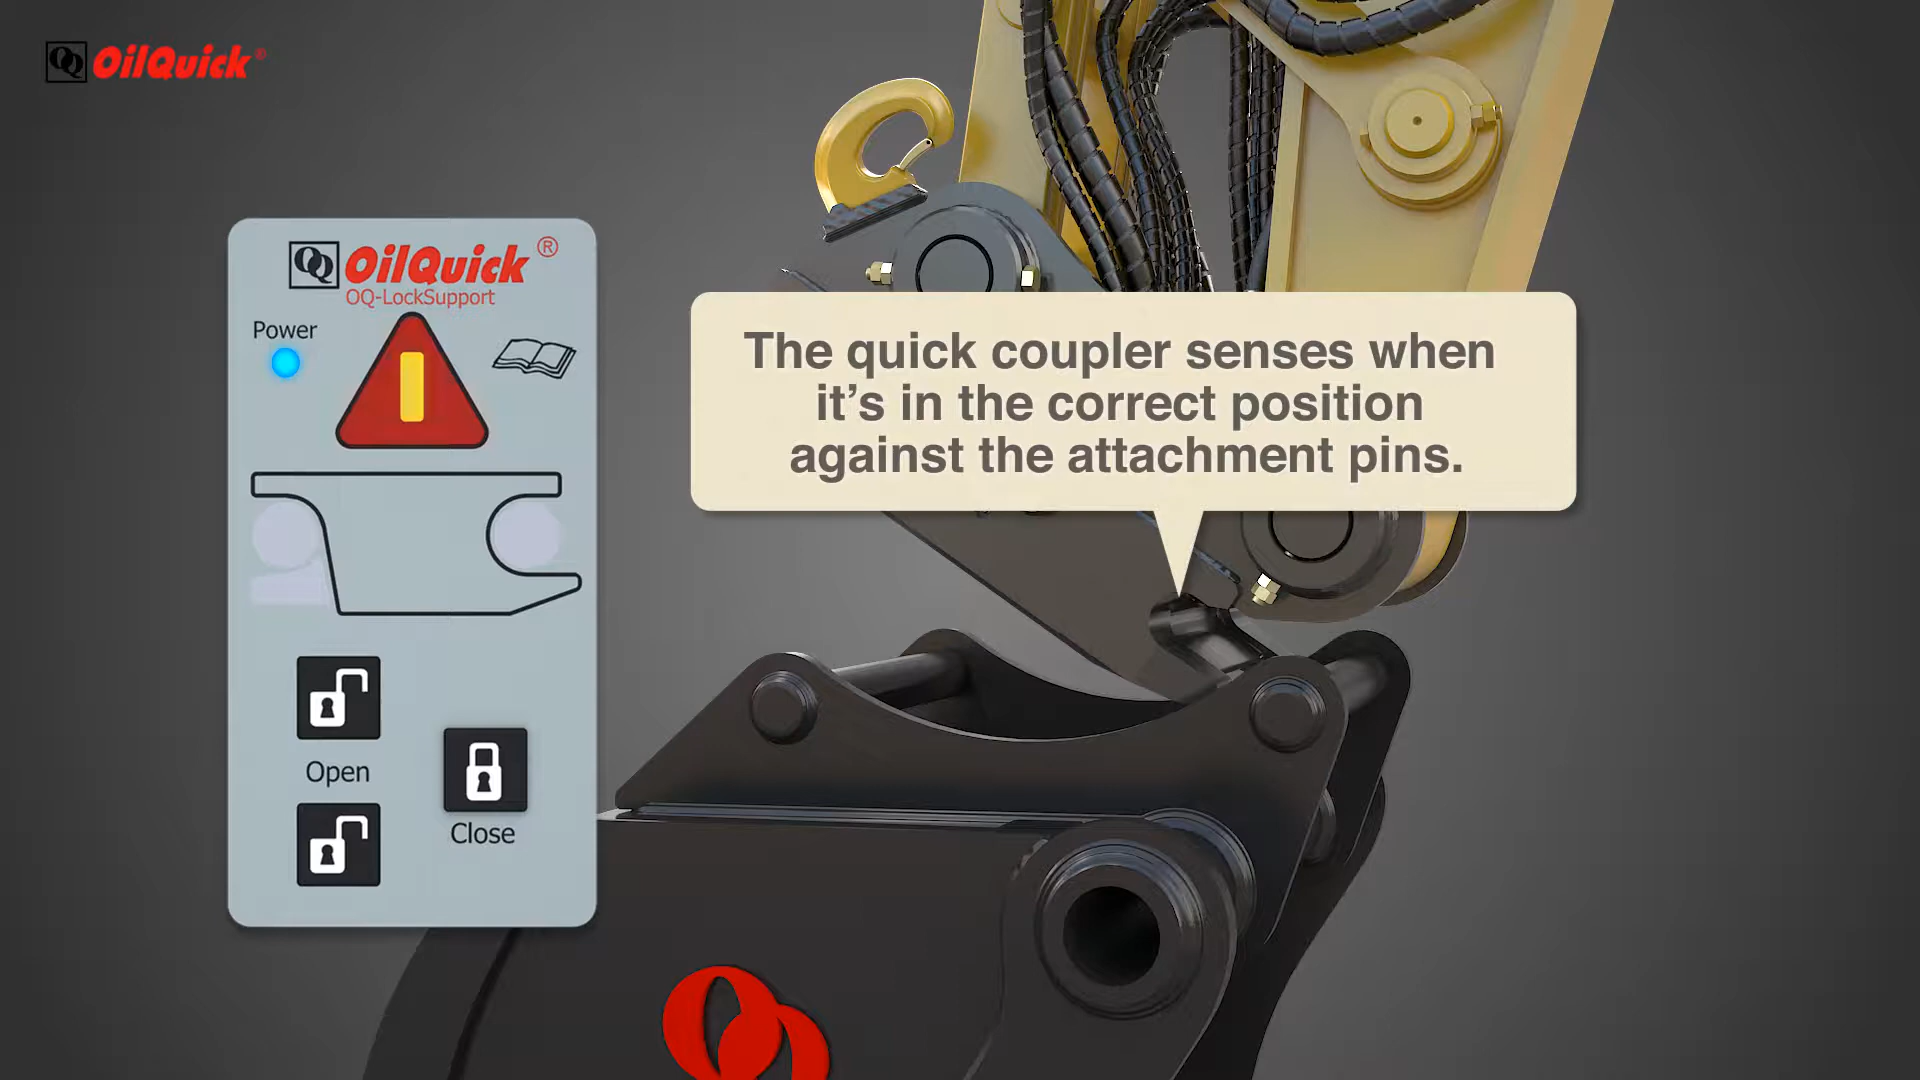 OilQuick®
OilQuick®
OQ-LockSupport
Power
The quick coupler senses when
it’s in the correct position
against the attachment pins.
Open
Close